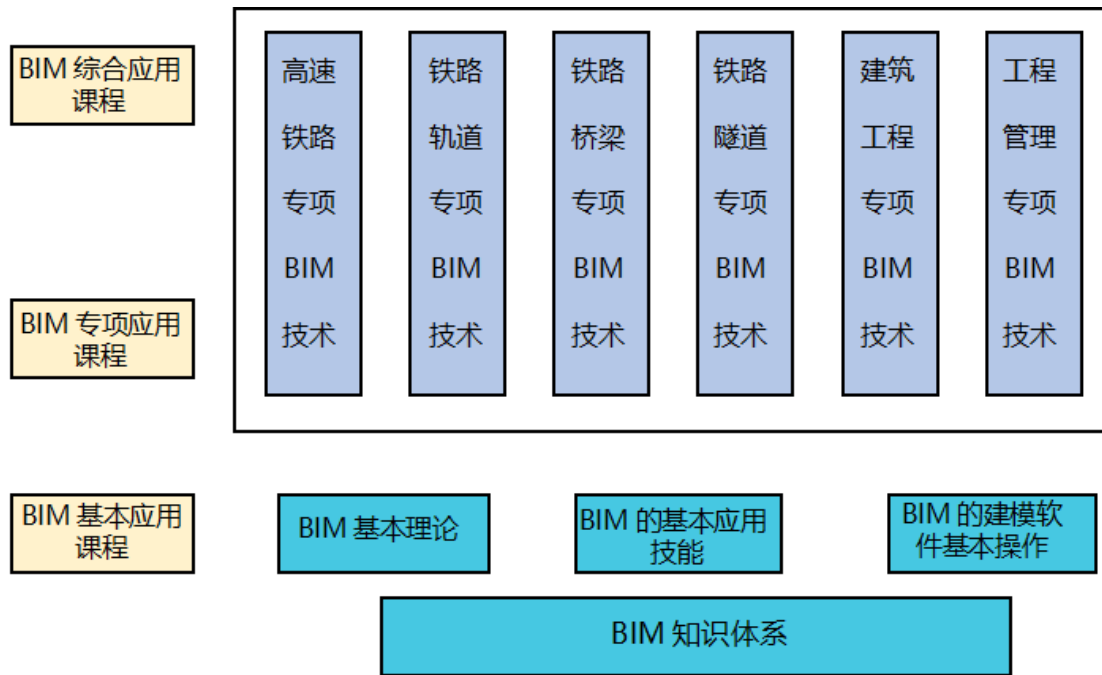 BIM 综合应用
课程
高速
铁路
专项
BIM
技术
铁路
轨道
专项
BIM
技术
铁路
桥梁
专项
BIM
技术
铁路
隧道
专项
BIM
技术
建筑
工程
专项
BIM
技术
工程
管理
专项
BIM
技术
BIM 专项应用
课程
BIM 基本应用
课程
BIM 基本理论
BIM 的基本应用
技能
BIM 的建模软
件基本操作
BIM 知识体系